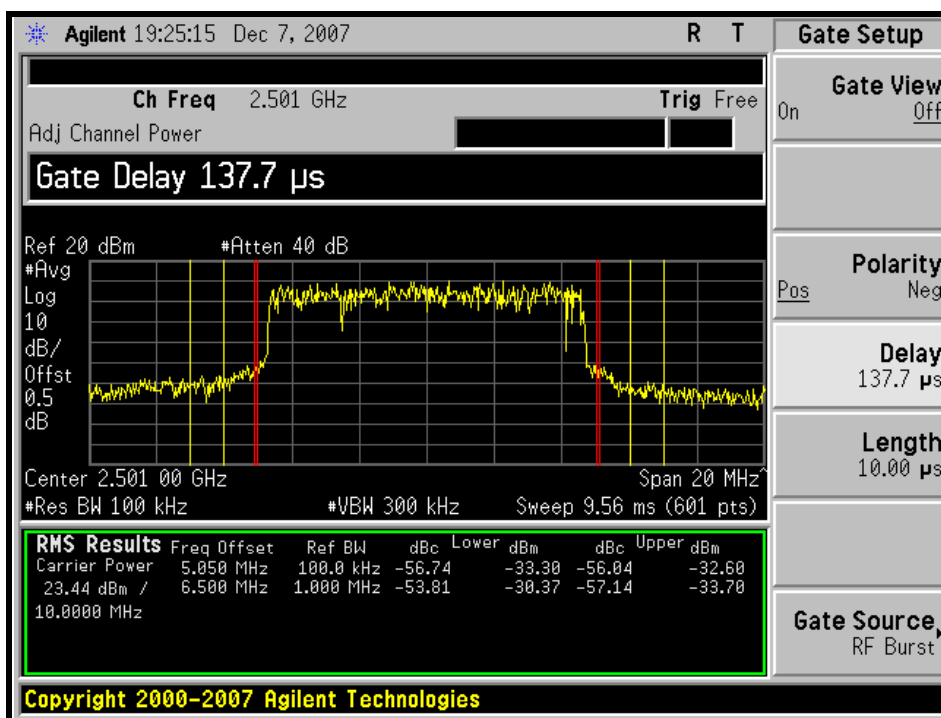 Agilent 19:25:15 Dec 7, 2007 R T
Ch Freq 2.501 GHz Trig Free
Adj Channel Power
Gate Delay 137.7 µs
Ref 20 dBm #Atten 40 dB
#Avg
Log
10
dB/
Offst
0.5
dB
Center 2.501 00 GHz Span 20 MHz^
#Res BW 100 kHz #VBW 300 kHz Sweep 9.56 ms (601 pts)
RMS Results Freq Offset Ref BW dBc Lower dBm dBc Upper dBm
Carrier Power 5.050 MHz 100.0 kHz -56.74 -33.30 -56.04 -32.60
23.44 dBm / 6.500 MHz 1.000 MHz -53.81 -30.37 -57.14 -33.70
10.0000 MHz
Copyright 2000-2007 Agilent Technologies
Gate Setup
Gate View
On Off
Polarity
Pos Neg
Delay
137.7 µs
Length
10.00 µs
Gate Source
RF Burst